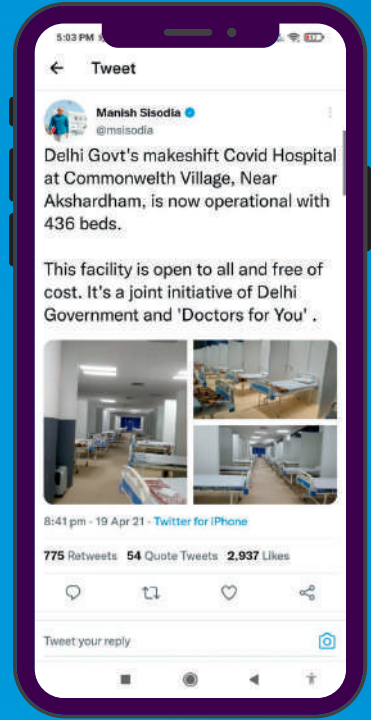 5:03 PM
Tweet
Manish Sisodia
@msisodia
Delhi Govt's makeshift Covid Hospital
at Commonwelth Village, Near
Akshardham, is now operational with
436 beds.
This facility is open to all and free of
cost. It's a joint initiative of Delhi
Government and 'Doctors for You' .
8:41 pm · 19 Apr 21 · Twitter for iPhone
775 Retweets 54 Quote Tweets 2,937 Likes
Tweet your reply